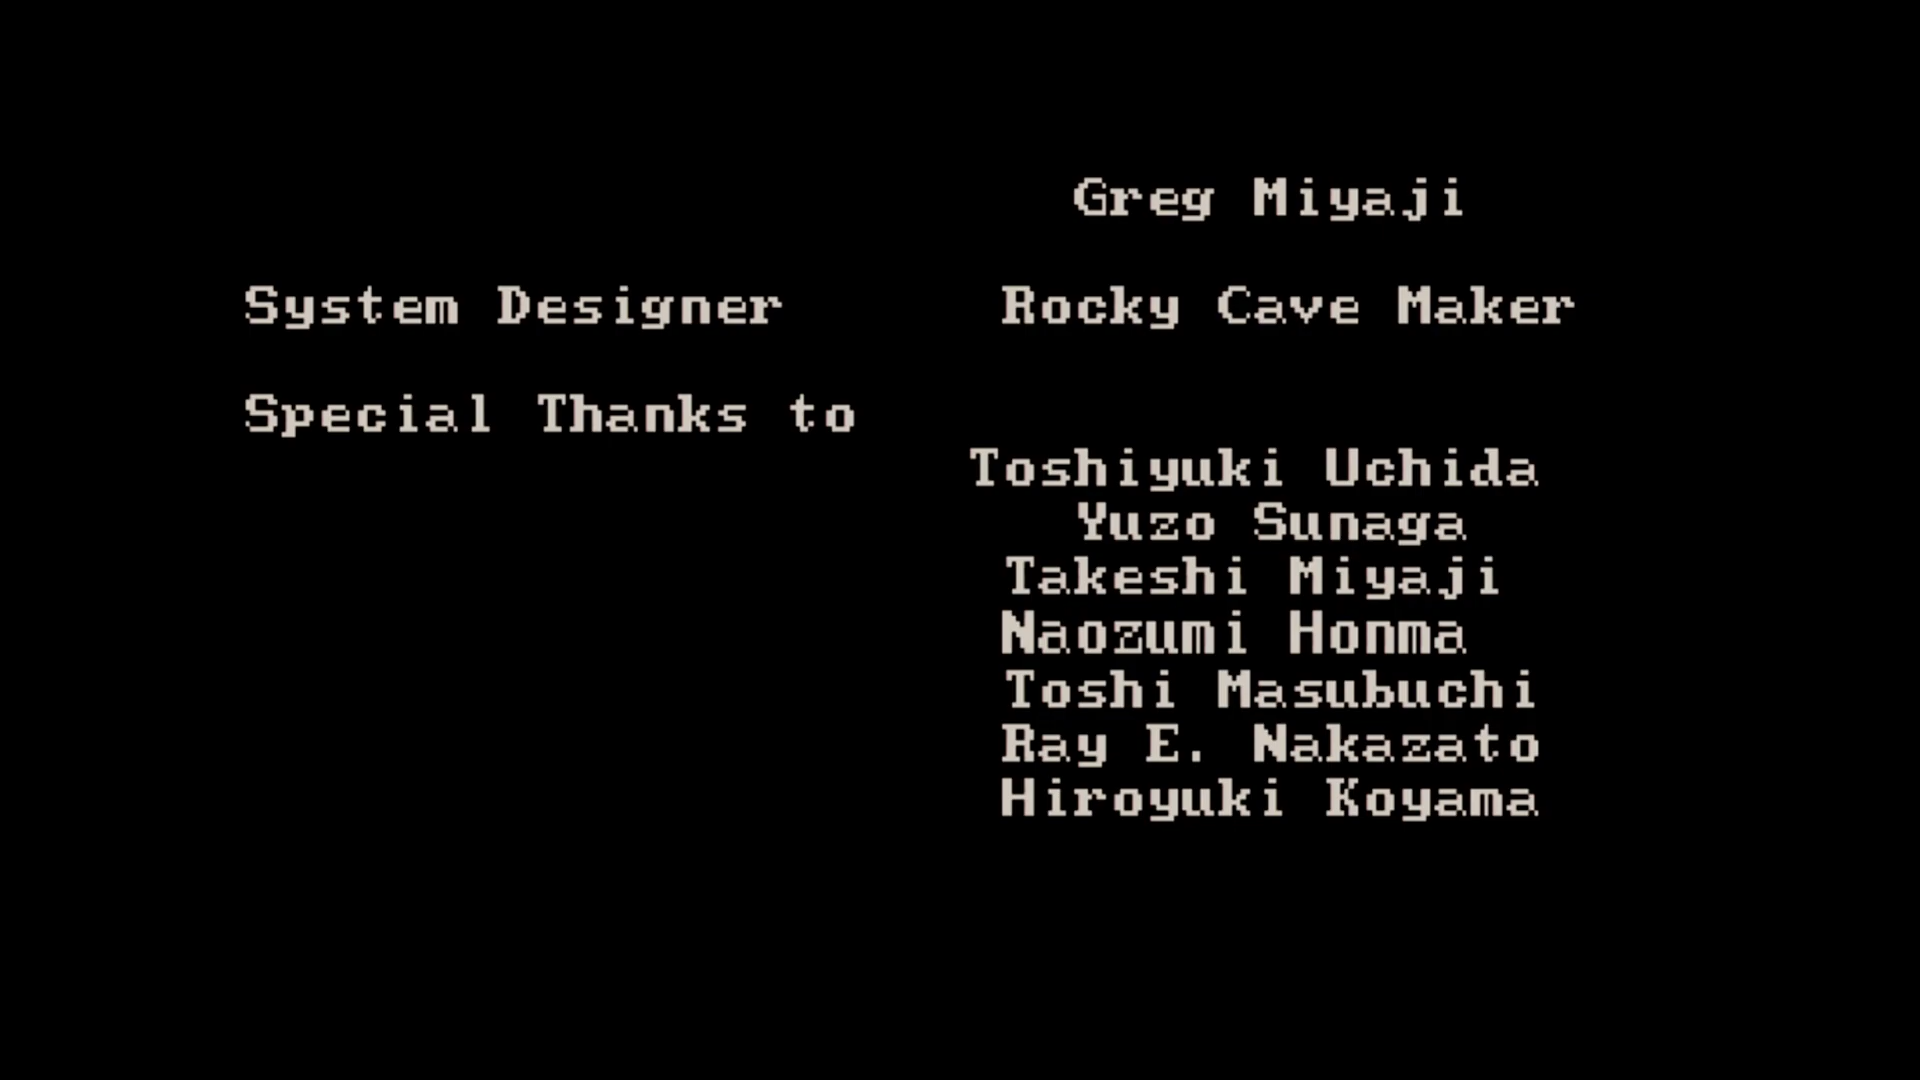 Greg Miyaji
System Designer Rocky Cave Maker
Special Thanks to
Toshiyuki Uchida
Yuzo Sunaga
Takeshi Miyaji
Naozumi Honma
Toshi Masubuchi
Ray E. Nakazato
Hiroyuki Koyama